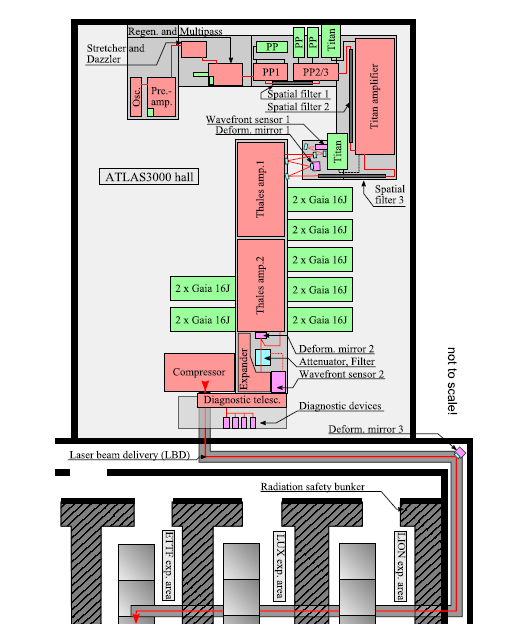 Regen. and Multipass
Stretcher and
Dazzler
PP
PP
PP
Titan
Osc.
Pre.-
amp.
PP1
PP2/3
Titan amplifier
Spatial filter 1
Spatial filter 2
Wavefront sensor 1
Deform. mirror 1
Titan
ATLAS3000 hall
Thales amp.1
Spatial
filter 3
2 x Gaia 16J
2 x Gaia 16J
Thales amp.2
2 x Gaia 16J
2 x Gaia 16J
2 x Gaia 16J
2 x Gaia 16J
2 x Gaia 16J
Expander
Deform. mirror 2
Attenuator, Filter
Wavefront sensor 2
Compressor
Diagnostic telesc.
Diagnostic devices
not to scale!
Deform. mirror 3
Laser beam delivery (LBD)
Radiation safety bunker
ETTF exp. area
LUX exp. area
LION exp. area